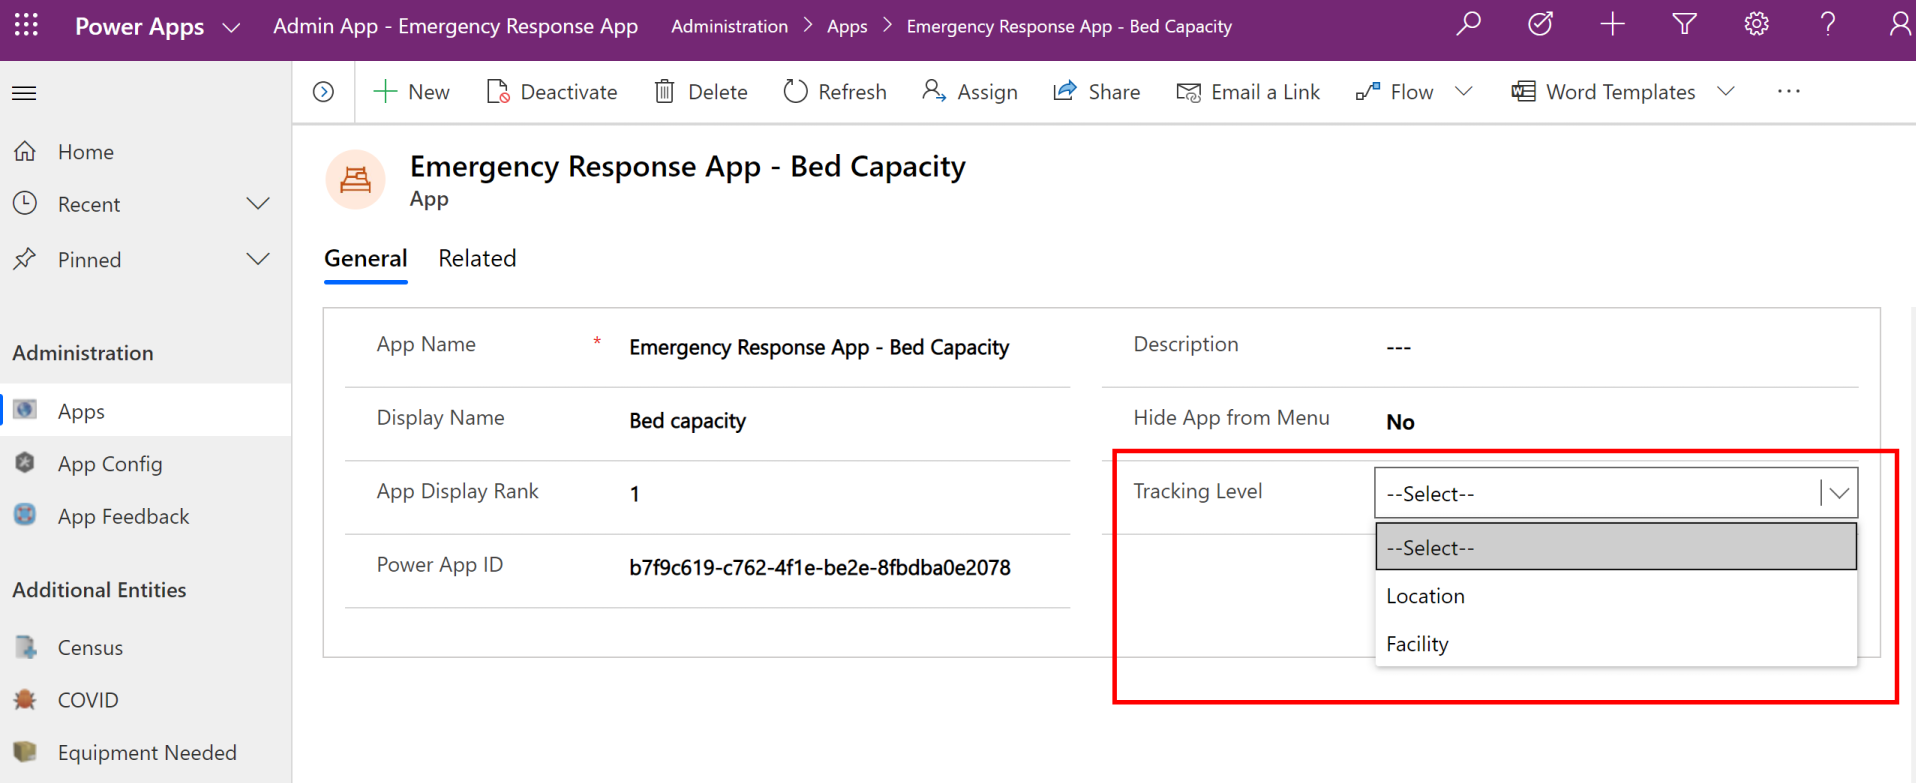 Power Apps
Admin App - Emergency Response App
Administration > Apps > Emergency Response App - Bed Capacity
New
Deactivate
Delete
Refresh
Assign
Share
Email a Link
Flow
Word Templates
Home
Recent
Pinned
Administration
Apps
App Config
App Feedback
Additional Entities
Census
COVID
Equipment Needed
Emergency Response App - Bed Capacity
App
General
Related
App Name * Emergency Response App - Bed Capacity
Display Name Bed capacity
App Display Rank 1
Power App ID b7f9c619-c762-4f1e-be2e-8fbdba0e2078
Description ---
Hide App from Menu No
Tracking Level --Select--
--Select--
Location
Facility